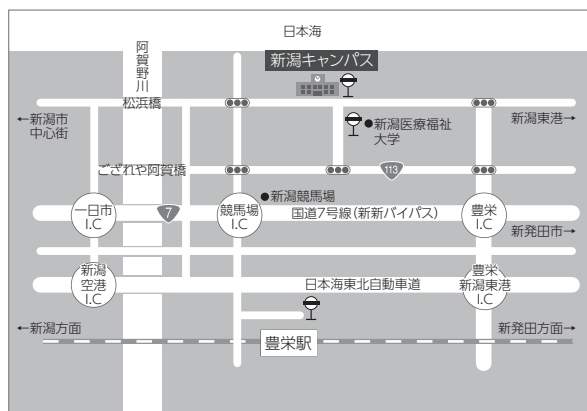 日本海
阿賀野川
新潟キャンパス
松浜橋
←新潟市
中心街
●新潟医療福祉
大学
新潟東港→
ござれや阿賀橋
113
●新潟競馬場
一日市
I.C
7
競馬場
I.C
国道7号線(新新バイパス)
豊栄
I.C
新発田市→
新潟
空港
I.C
日本海東北自動車道
豊栄
新潟東港
I.C
←新潟方面
新発田方面→
豊栄駅